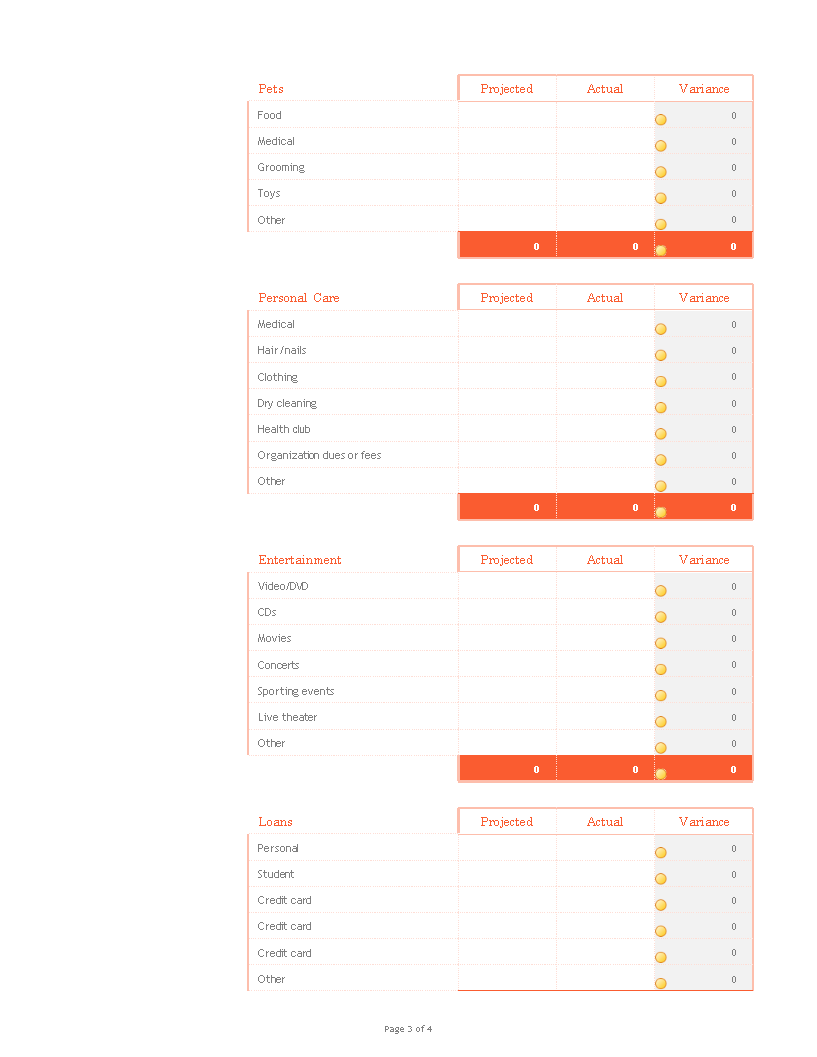 Pets Projected Actual Variance
Food 0
Medical 0
Grooming 0
Toys 0
Other 0
0 0 0
Personal Care Projected Actual Variance
Medical 0
Hair/nails 0
Clothing 0
Dry cleaning 0
Health club 0
Organization dues or fees 0
Other 0
0 0 0
Entertainment Projected Actual Variance
Video/DVD 0
CDs 0
Movies 0
Concerts 0
Sporting events 0
Live theater 0
Other 0
0 0 0
Loans Projected Actual Variance
Personal 0
Student 0
Credit card 0
Credit card 0
Credit card 0
Other 0
Page 3 of 4